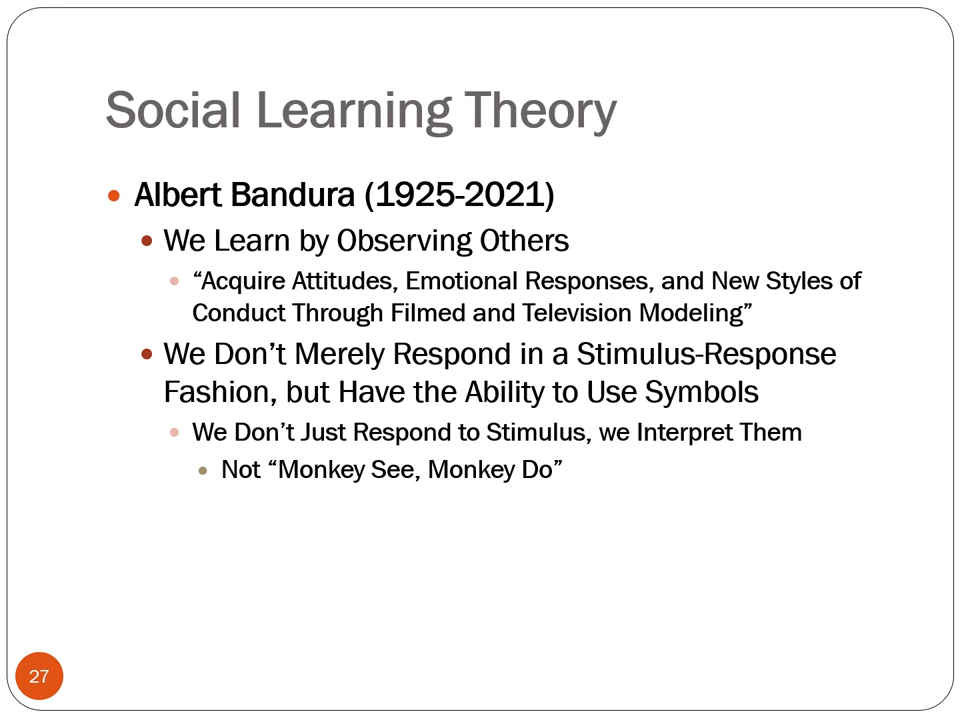 Social Learning Theory
Albert Bandura (1925-2021)
We Learn by Observing Others
“Acquire Attitudes, Emotional Responses, and New Styles of
Conduct Through Filmed and Television Modeling”
We Don’t Merely Respond in a Stimulus-Response
Fashion, but Have the Ability to Use Symbols
We Don’t Just Respond to Stimulus, we Interpret Them
Not “Monkey See, Monkey Do”
27